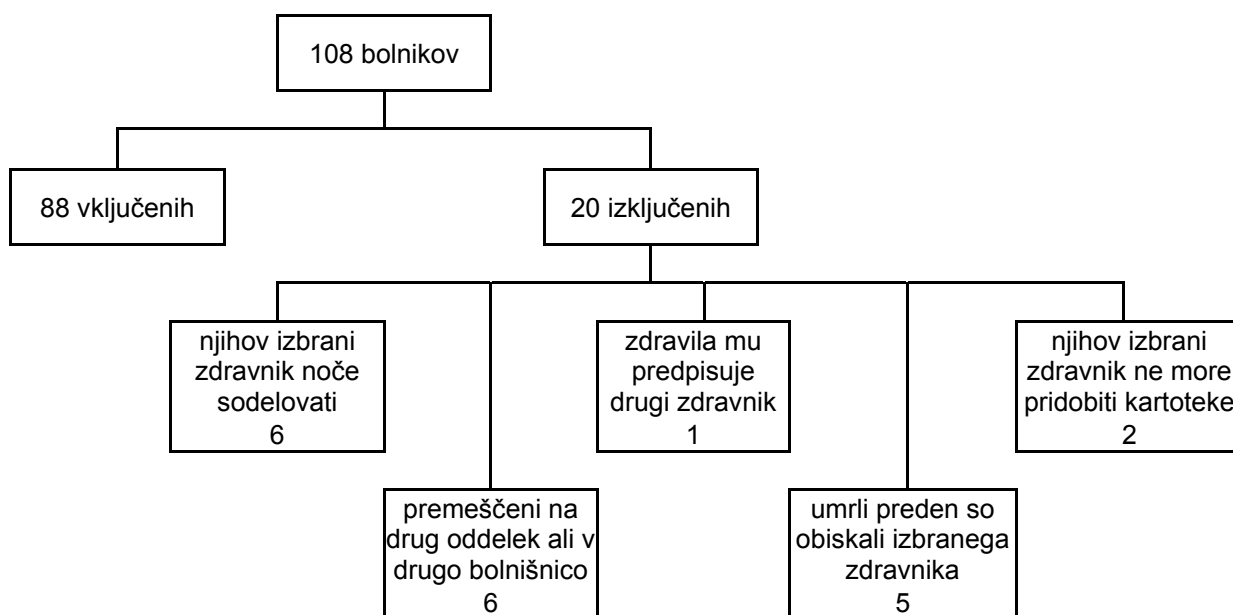 108 bolnikov
88 vključenih
20 izključenih
njihov izbrani
zdravnik noče
sodelovati
6
zdravila mu
predpisuje
drugi zdravnik
1
njihov izbrani
zdravnik ne more
pridobiti kartoteke
2
premeščeni na
drug oddelek ali v
drugo bolnišnico
6
umrli preden so
obiskali izbranega
zdravnika
5